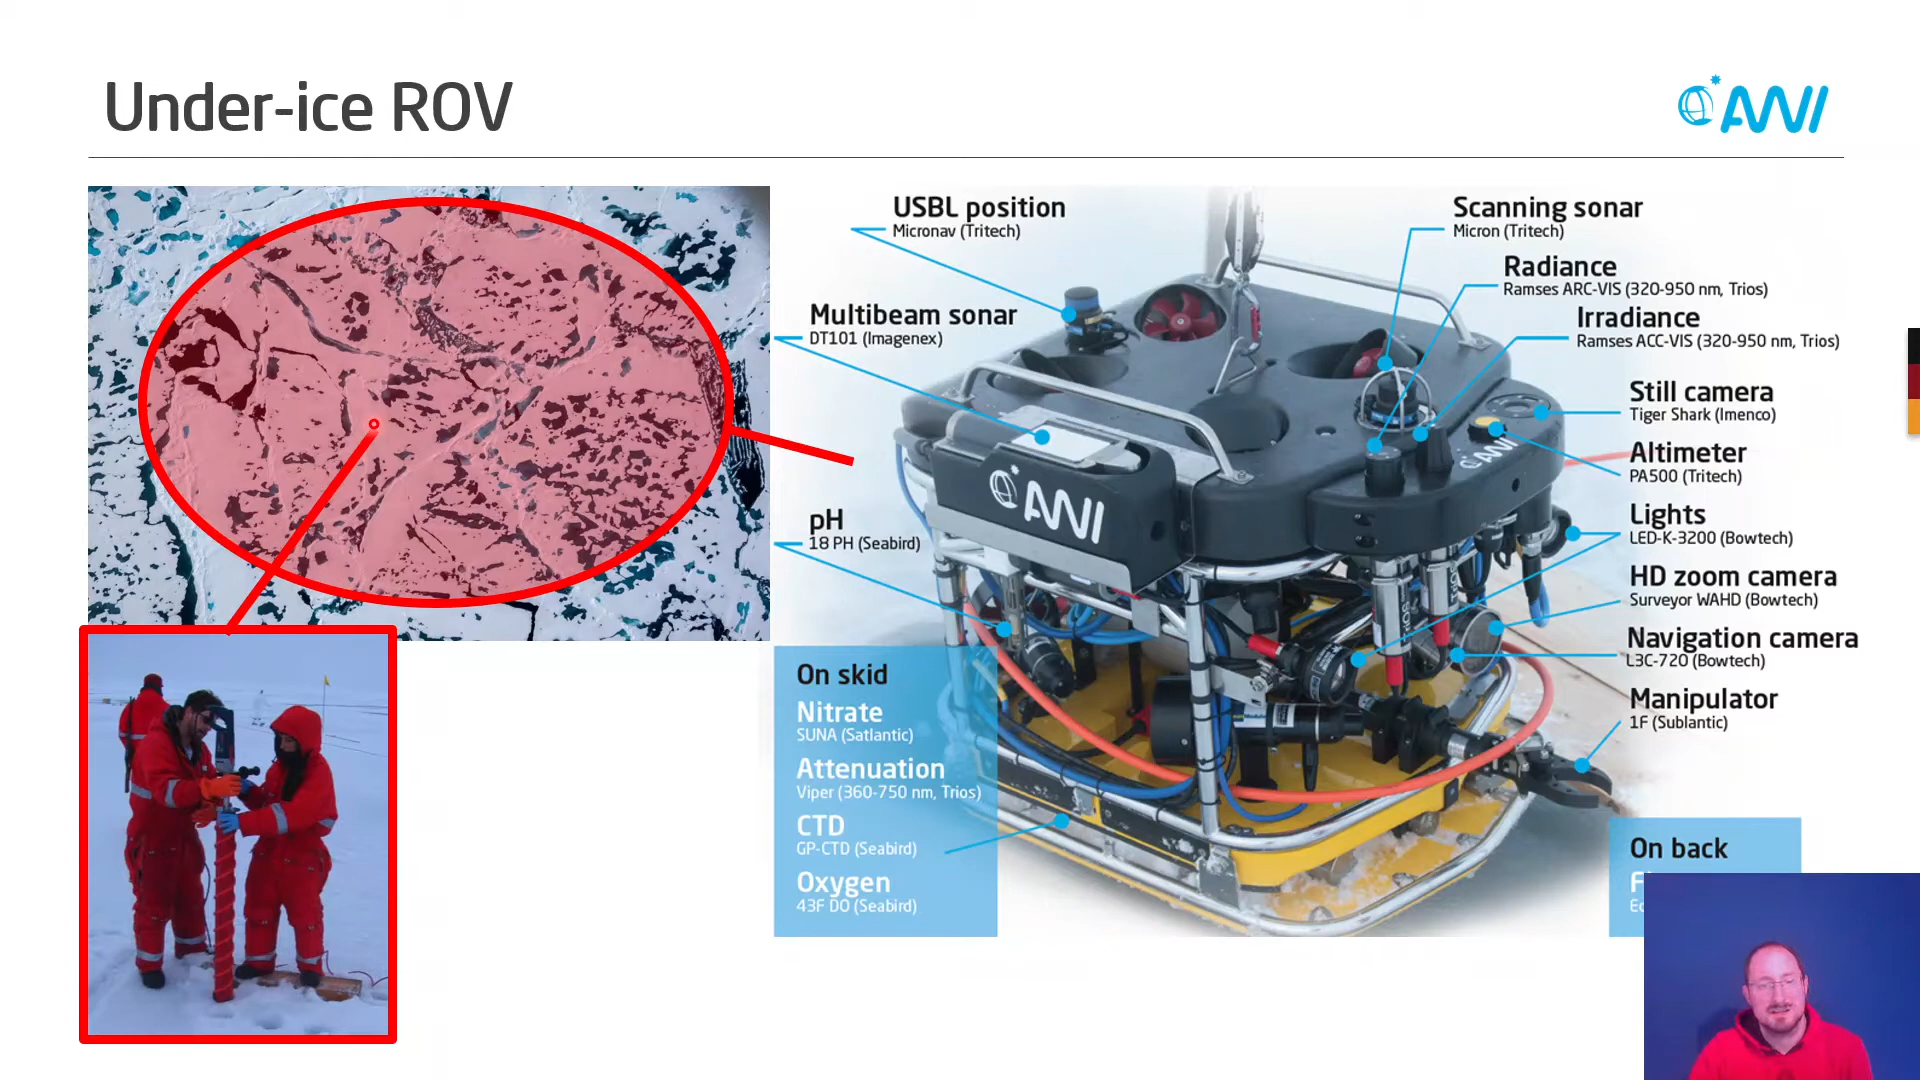 Under-ice ROV
AWI
USBL position
Micronav (Tritech)
Multibeam sonar
DT101 (Imagenex)
pH
18 PH (Seabird)
On skid
Nitrate
SUNA (Satlantic)
Attenuation
Viper (360-750 nm, Trios)
CTD
GP-CTD (Seabird)
Oxygen
43F DO (Seabird)
AWI
AWI
Scanning sonar
Micron (Tritech)
Radiance
Ramses ARC-VIS (320-950 nm, Trios)
Irradiance
Ramses ACC-VIS (320-950 nm, Trios)
Still camera
Tiger Shark (Imenco)
Altimeter
PA500 (Tritech)
Lights
LED-K-3200 (Bowtech)
HD zoom camera
Surveyor WAHD (Bowtech)
Navigation camera
L3C-720 (Bowtech)
Manipulator
1F (Sublantic)
On back